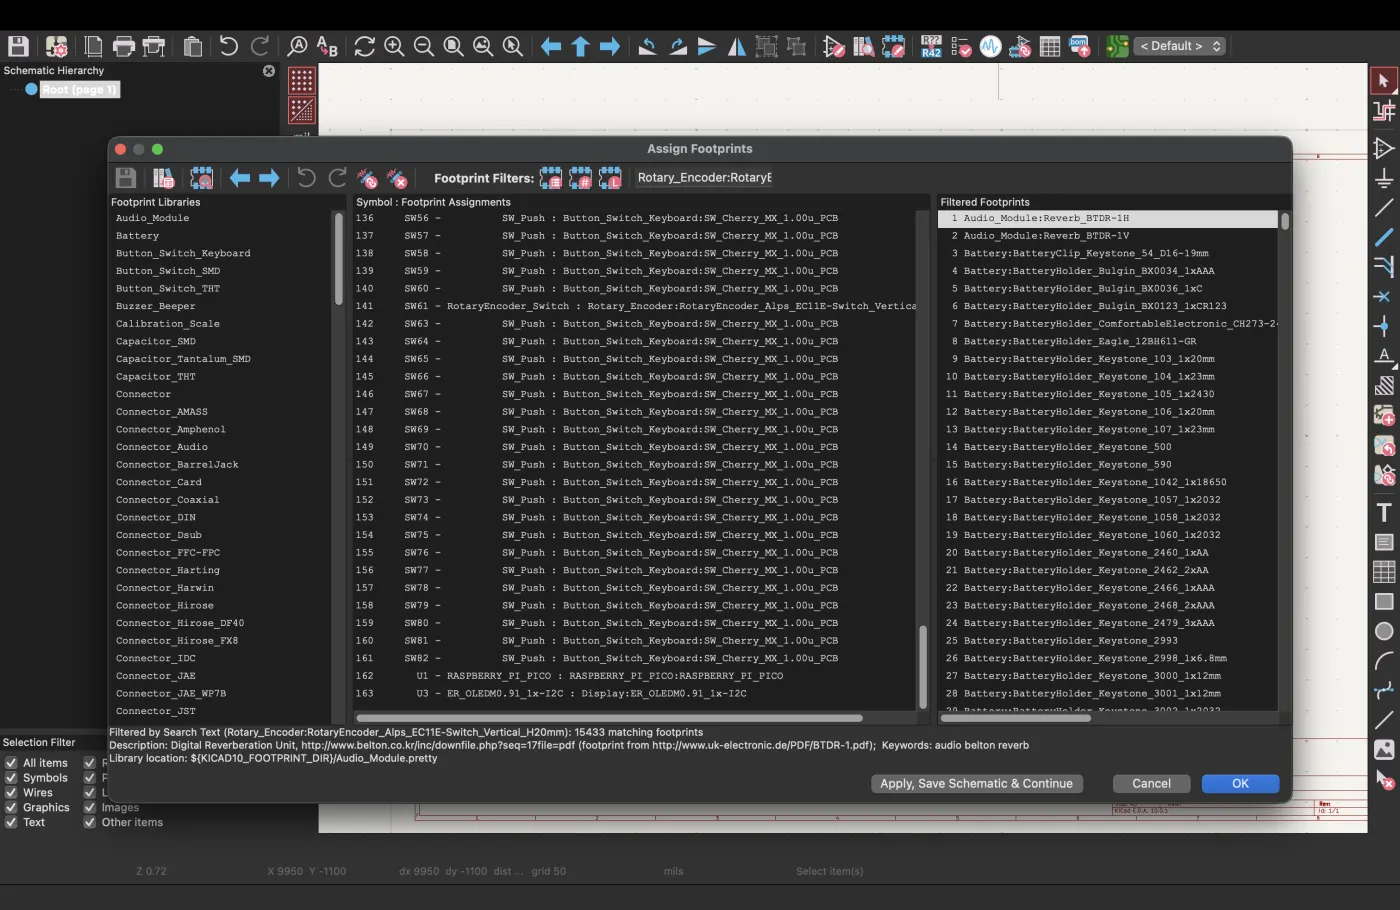 < Default >
Schematic Hierarchy
Root (page 1)
Assign Footprints
Footprint Filters:
Rotary_Encoder:RotaryE
Footprint Libraries
Audio_Module
Battery
Button_Switch_Keyboard
Button_Switch_SMD
Button_Switch_THT
Buzzer_Beeper
Calibration_Scale
Capacitor_SMD
Capacitor_Tantalum_SMD
Capacitor_THT
Connector
Connector_AMASS
Connector_Amphenol
Connector_Audio
Connector_BarrelJack
Connector_Card
Connector_Coaxial
Connector_DIN
Connector_Dsub
Connector_FFC-FPC
Connector_Harting
Connector_Harwin
Connector_Hirose
Connector_Hirose_DF40
Connector_Hirose_FX8
Connector_IDC
Connector_JAE
Connector_JAE_WP7B
Connector_JST
Symbol : Footprint Assignments
136 SW56 - SW_Push : Button_Switch_Keyboard:SW_Cherry_MX_1.00u_PCB
137 SW57 - SW_Push : Button_Switch_Keyboard:SW_Cherry_MX_1.00u_PCB
138 SW58 - SW_Push : Button_Switch_Keyboard:SW_Cherry_MX_1.00u_PCB
139 SW59 - SW_Push : Button_Switch_Keyboard:SW_Cherry_MX_1.00u_PCB
140 SW60 - SW_Push : Button_Switch_Keyboard:SW_Cherry_MX_1.00u_PCB
141 SW61 - RotaryEncoder_Switch : Rotary_Encoder:RotaryEncoder_Alps_EC11E-Switch_Vertica
142 SW63 - SW_Push : Button_Switch_Keyboard:SW_Cherry_MX_1.00u_PCB
143 SW64 - SW_Push : Button_Switch_Keyboard:SW_Cherry_MX_1.00u_PCB
144 SW65 - SW_Push : Button_Switch_Keyboard:SW_Cherry_MX_1.00u_PCB
145 SW66 - SW_Push : Button_Switch_Keyboard:SW_Cherry_MX_1.00u_PCB
146 SW67 - SW_Push : Button_Switch_Keyboard:SW_Cherry_MX_1.00u_PCB
147 SW68 - SW_Push : Button_Switch_Keyboard:SW_Cherry_MX_1.00u_PCB
148 SW69 - SW_Push : Button_Switch_Keyboard:SW_Cherry_MX_1.00u_PCB
149 SW70 - SW_Push : Button_Switch_Keyboard:SW_Cherry_MX_1.00u_PCB
150 SW71 - SW_Push : Button_Switch_Keyboard:SW_Cherry_MX_1.00u_PCB
151 SW72 - SW_Push : Button_Switch_Keyboard:SW_Cherry_MX_1.00u_PCB
152 SW73 - SW_Push : Button_Switch_Keyboard:SW_Cherry_MX_1.00u_PCB
153 SW74 - SW_Push : Button_Switch_Keyboard:SW_Cherry_MX_1.00u_PCB
154 SW75 - SW_Push : Button_Switch_Keyboard:SW_Cherry_MX_1.00u_PCB
155 SW76 - SW_Push : Button_Switch_Keyboard:SW_Cherry_MX_1.00u_PCB
156 SW77 - SW_Push : Button_Switch_Keyboard:SW_Cherry_MX_1.00u_PCB
157 SW78 - SW_Push : Button_Switch_Keyboard:SW_Cherry_MX_1.00u_PCB
158 SW79 - SW_Push : Button_Switch_Keyboard:SW_Cherry_MX_1.00u_PCB
159 SW80 - SW_Push : Button_Switch_Keyboard:SW_Cherry_MX_1.00u_PCB
160 SW81 - SW_Push : Button_Switch_Keyboard:SW_Cherry_MX_1.00u_PCB
161 SW82 - SW_Push : Button_Switch_Keyboard:SW_Cherry_MX_1.00u_PCB
162 U1 - RASPBERRY_PI_PICO : RASPBERRY_PI_PICO:RASPBERRY_PI_PICO
163 U3 - ER_OLEDM0.91_1x-I2C : Display:ER_OLEDM0.91_1x-I2C
Filtered Footprints
1 Audio_Module:Reverb_BTDR-1H
2 Audio_Module:Reverb_BTDR-1V
3 Battery:BatteryClip_Keystone_54_D16-19mm
4 Battery:BatteryHolder_Bulgin_BX0034_1xAAA
5 Battery:BatteryHolder_Bulgin_BX0036_1xC
6 Battery:BatteryHolder_Bulgin_BX0123_1xCR123
7 Battery:BatteryHolder_ComfortableElectronic_CH273-2
8 Battery:BatteryHolder_Eagle_12BH611-GR
9 Battery:BatteryHolder_Keystone_103_1x20mm
10 Battery:BatteryHolder_Keystone_104_1x23mm
11 Battery:BatteryHolder_Keystone_105_1x2430
12 Battery:BatteryHolder_Keystone_106_1x20mm
13 Battery:BatteryHolder_Keystone_107_1x23mm
14 Battery:BatteryHolder_Keystone_500
15 Battery:BatteryHolder_Keystone_590
16 Battery:BatteryHolder_Keystone_1042_1x18650
17 Battery:BatteryHolder_Keystone_1057_1x2032
18 Battery:BatteryHolder_Keystone_1058_1x2032
19 Battery:BatteryHolder_Keystone_1060_1x2032
20 Battery:BatteryHolder_Keystone_2460_1xAA
21 Battery:BatteryHolder_Keystone_2462_2xAA
22 Battery:BatteryHolder_Keystone_2466_1xAAA
23 Battery:BatteryHolder_Keystone_2468_2xAAA
24 Battery:BatteryHolder_Keystone_2479_3xAAA
25 Battery:BatteryHolder_Keystone_2993
26 Battery:BatteryHolder_Keystone_2998_1x6.8mm
27 Battery:BatteryHolder_Keystone_3000_1x12mm
28 Battery:BatteryHolder_Keystone_3001_1x12mm
29 Battery:BatteryHolder_Keystone_3002_1x2032
Filtered by Search Text (Rotary_Encoder:RotaryEncoder_Alps_EC11E-Switch_Vertical_H20mm): 15433 matching footprints
Description: Digital Reverberation Unit, http://www.belton.co.kr/inc/downfile.php?seq=17file=pdf (footprint from http://www.uk-electronic.de/PDF/BTDR-1.pdf); Keywords: audio belton reverb
Library location: ${KICAD10_FOOTPRINT_DIR}/Audio_Module.pretty
Apply, Save Schematic & Continue
Cancel
OK
Selection Filter
All items
Symbols
Wires
Graphics
Images
Text
Other items
KiCad E.D.A. 10.0.1
Rev:
Id: 1/1
Z 0.72
X 9950 Y -1100
dx 9950 dy -1100 dist ...
grid 50
mils
Select item(s)